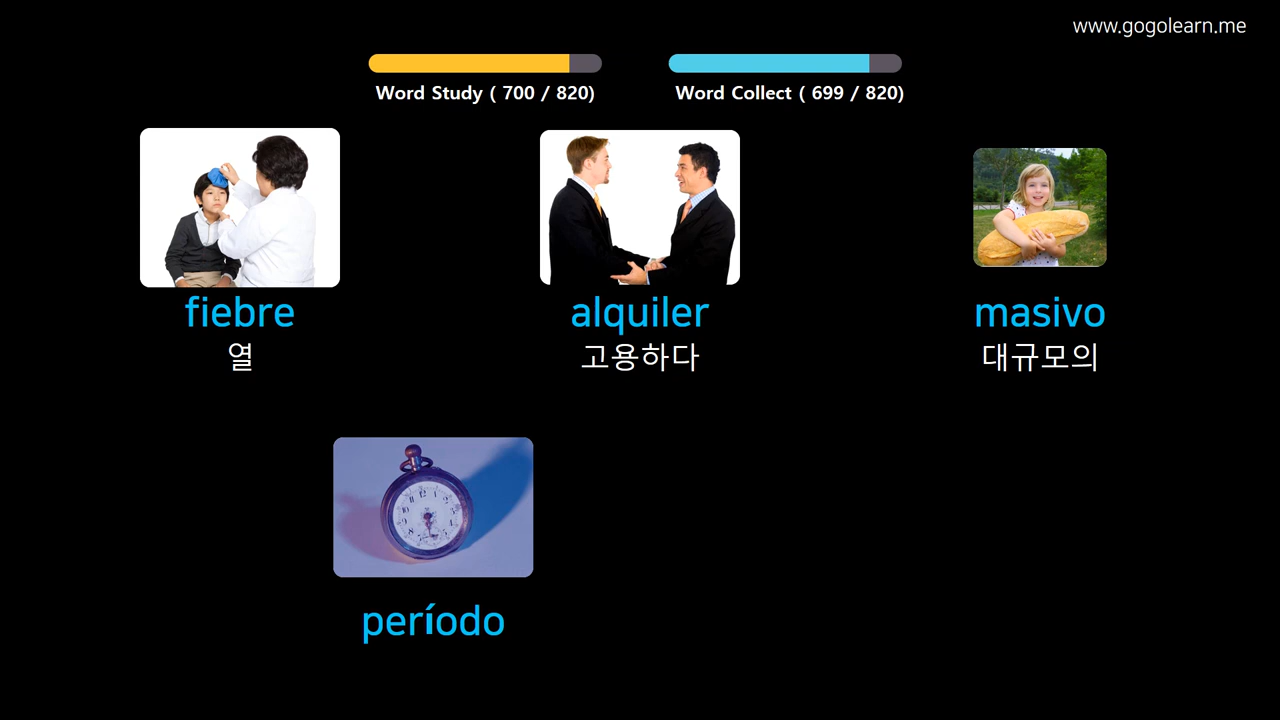 www.gogolearn.me
Word Study ( 700 / 820)
Word Collect ( 699 / 820)
fiebre
alquiler
masivo
열
고용하다
대규모의
período